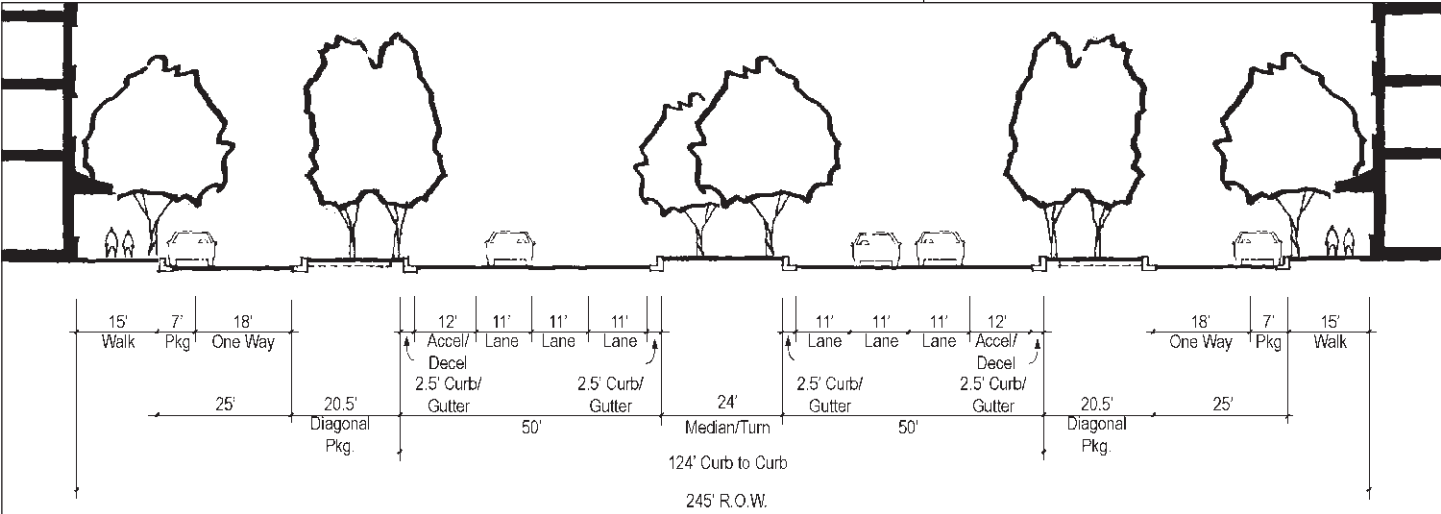 15' 7' 18' 12' 11' 11' 11' 11' 11' 11' 12' 18' 7' 15'
Walk Pkg One Way Accel/ Lane Lane Lane Lane Lane Lane Accel/ One Way Pkg Walk
Decel Decel
2.5' Curb/ 2.5' Curb/ 2.5' Curb/ 2.5' Curb/
25' 20.5' Gutter Gutter 24' Gutter Gutter 20.5' 25'
Diagonal 50' Median/Turn 50' Diagonal
Pkg. Pkg.
124' Curb to Curb
245' R.O.W.